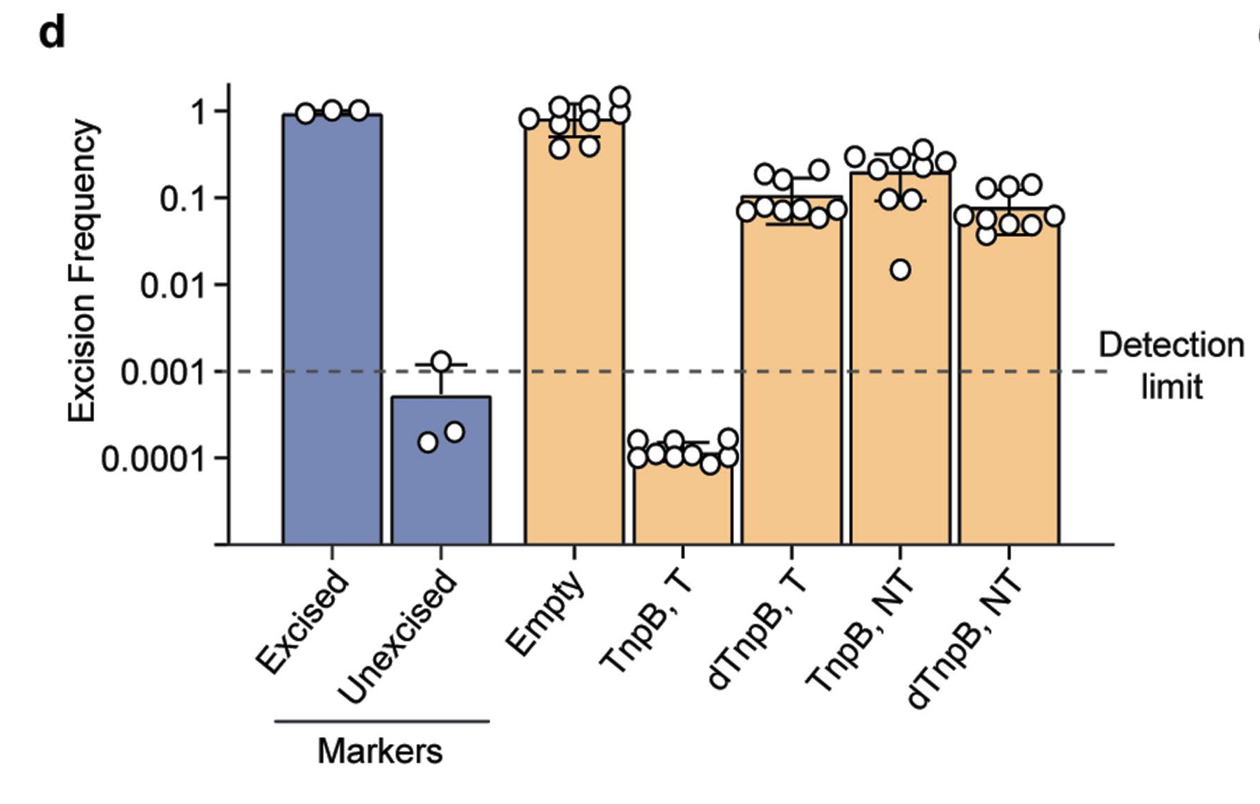 d
Excision Frequency
1
0.1
0.01
0.001
0.0001
Detection
limit
Excised
Unexcised
Empty
TnpB, T
dTnpB, T
TnpB, NT
dTnpB, NT
Markers